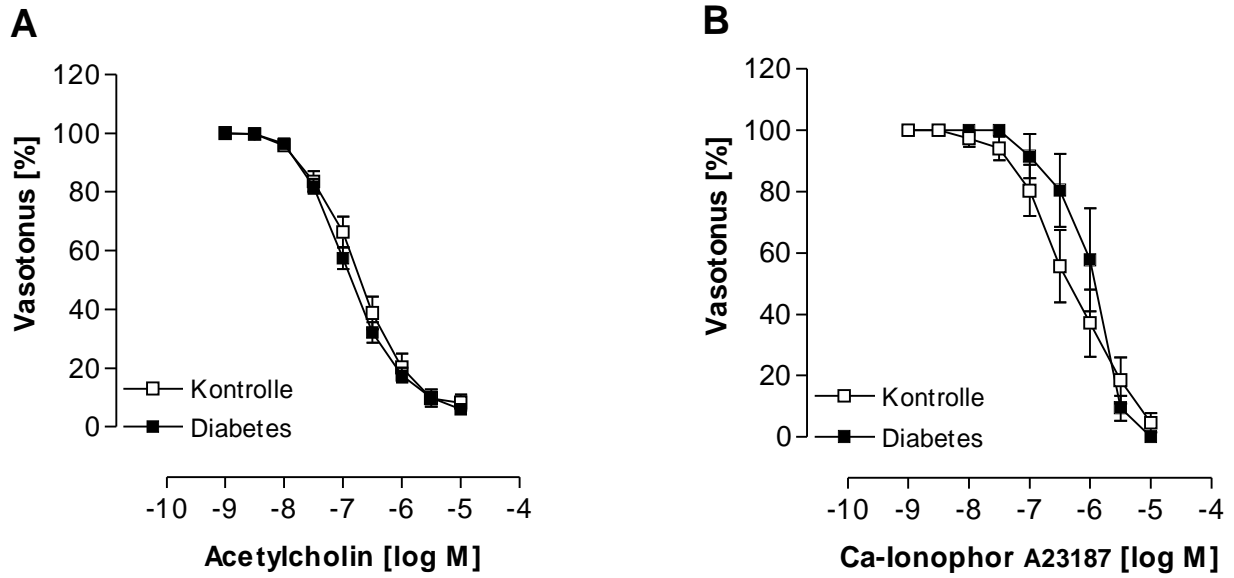 A
Vasotonus [%]
120
100
80
60
40
20
0
Kontrolle
Diabetes
-10 -9 -8 -7 -6 -5 -4
Acetylcholin [log M]
B
Vasotonus [%]
120
100
80
60
40
20
0
Kontrolle
Diabetes
-10 -9 -8 -7 -6 -5 -4
Ca-Ionophor A23187 [log M]